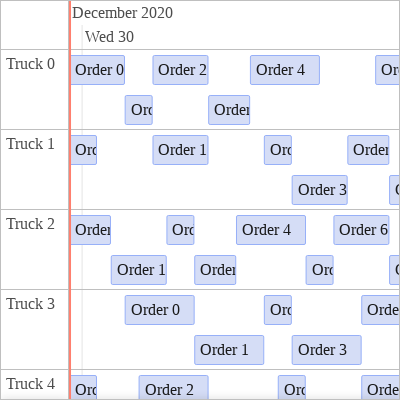 December 2020
Wed 30
Truck 0
Order 0 Order 2 Order 4 Or
Orc Order
Truck 1
Orc Order 1 Orc Order
Order 3
Truck 2
Order Orc Order 4 Order 6
Order 1 Order Orc
Truck 3
Order 0 Orc Orde
Order 1 Order 3
Truck 4
Orc Order 2 Orc Orde